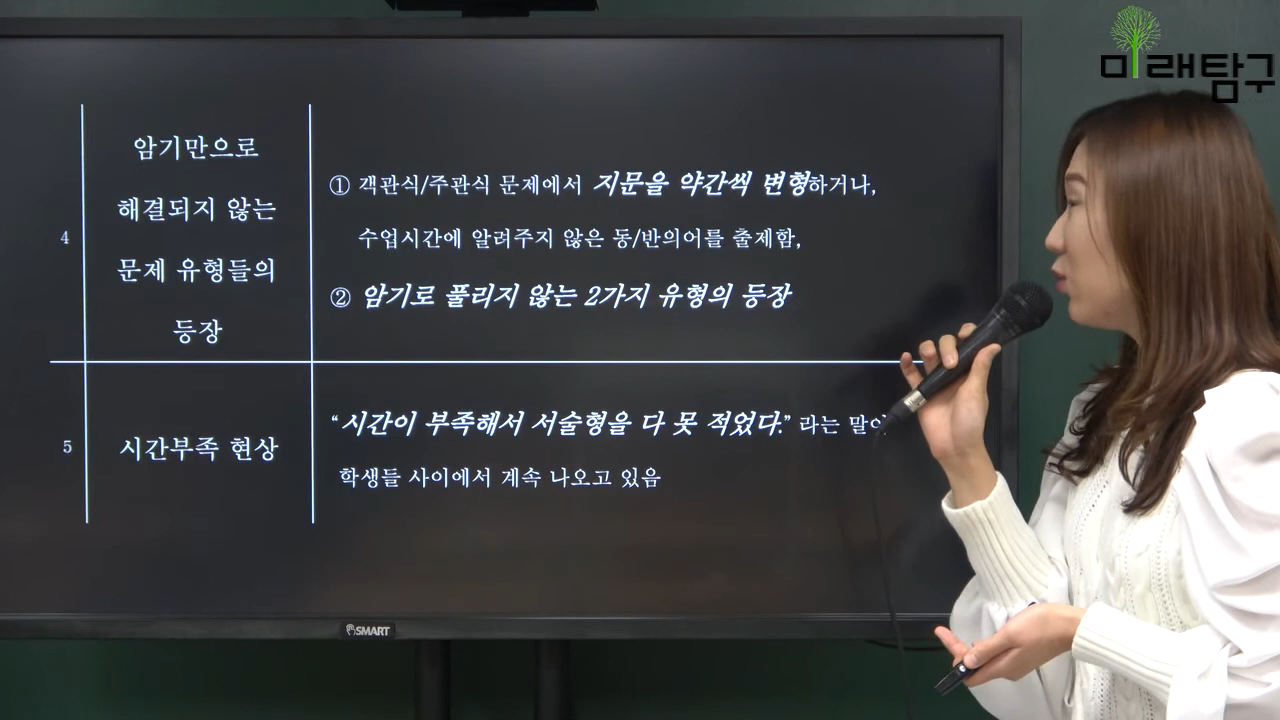 미래탐구
4
암기만으로
해결되지 않는
문제 유형들의
등장
① 객관식/주관식 문제에서 지문을 약간씩 변형하거나,
수업시간에 알려주지 않은 동/반의어를 출제함,
② 암기로 풀리지 않는 2가지 유형의 등장
5
시간부족 현상
“시간이 부족해서 서술형을 다 못 적었다.” 라는 말이
학생들 사이에서 계속 나오고 있음
SMART